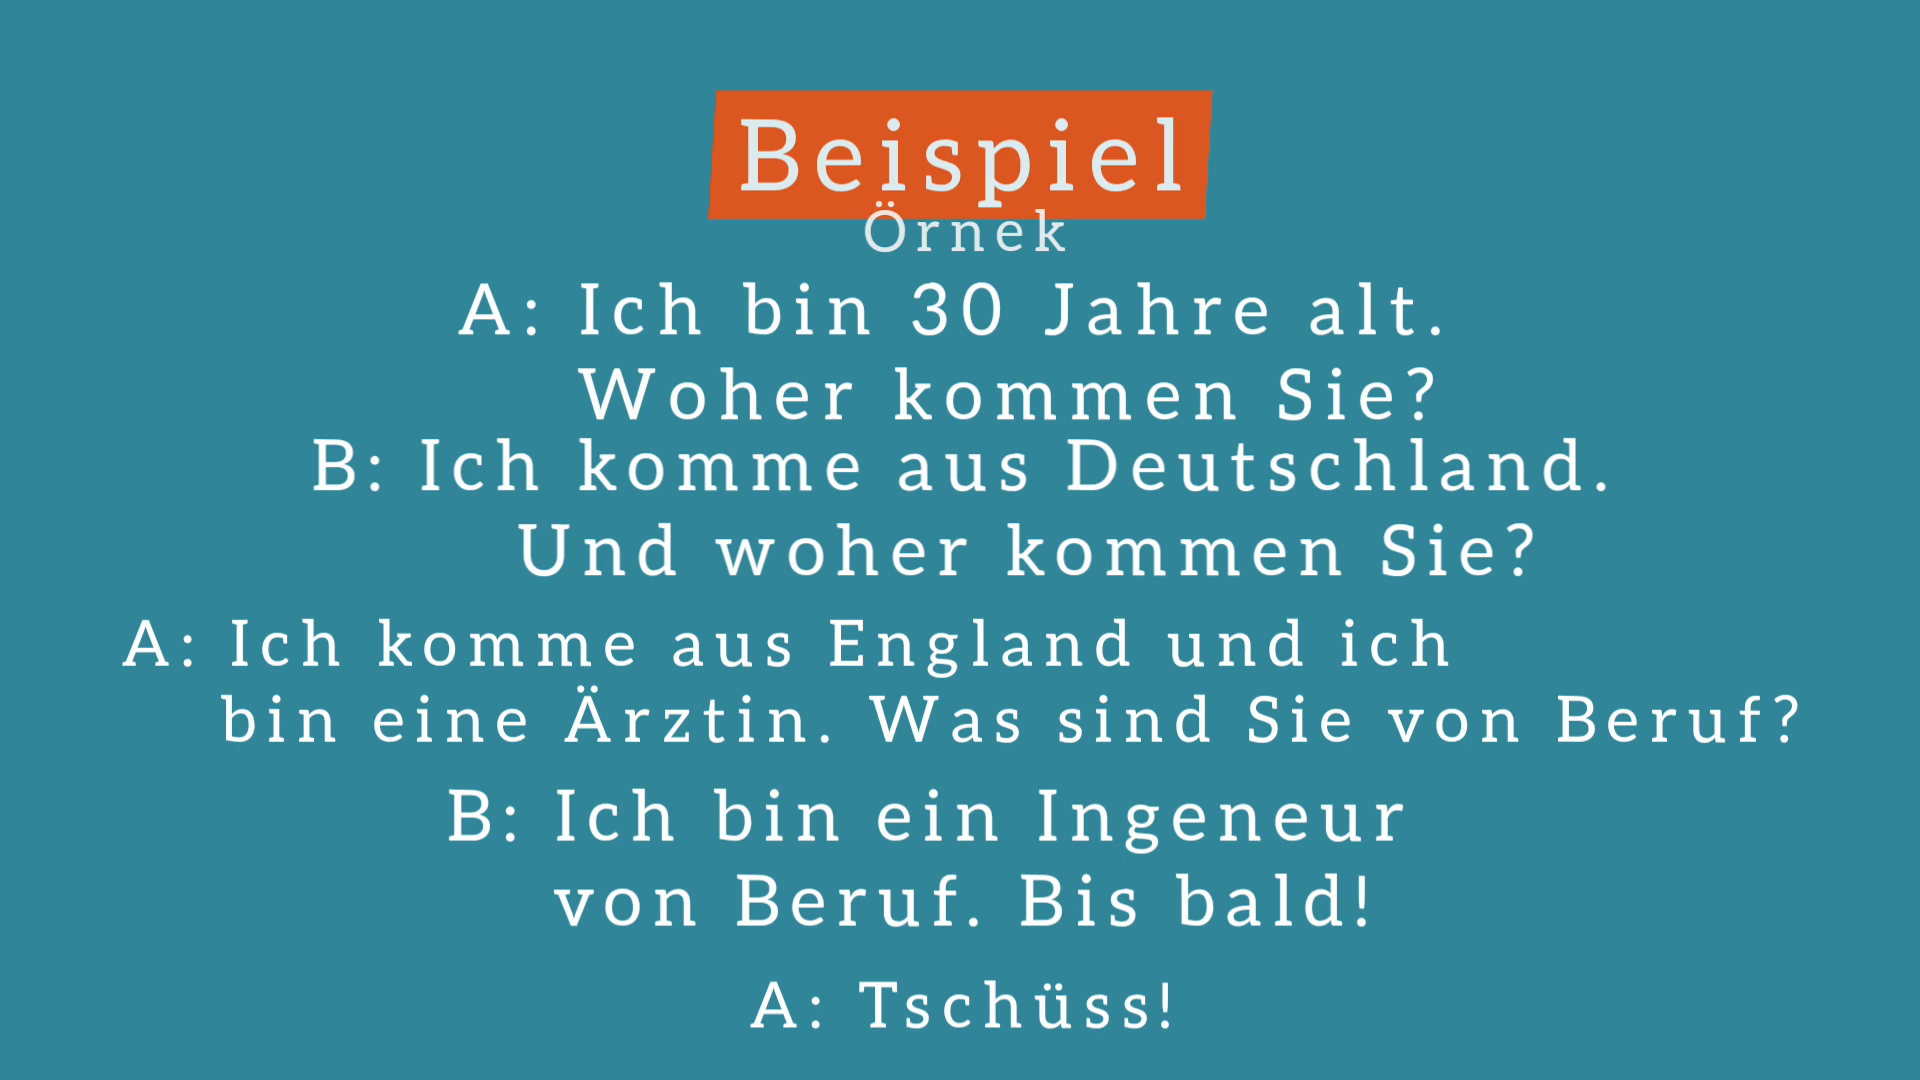 Beispiel
Örnek
A: Ich bin 30 Jahre alt.
Woher kommen Sie?
B: Ich komme aus Deutschland.
Und woher kommen Sie?
A: Ich komme aus England und ich
bin eine Ärztin. Was sind Sie von Beruf?
B: Ich bin ein Ingeneur
von Beruf. Bis bald!
A: Tschüss!